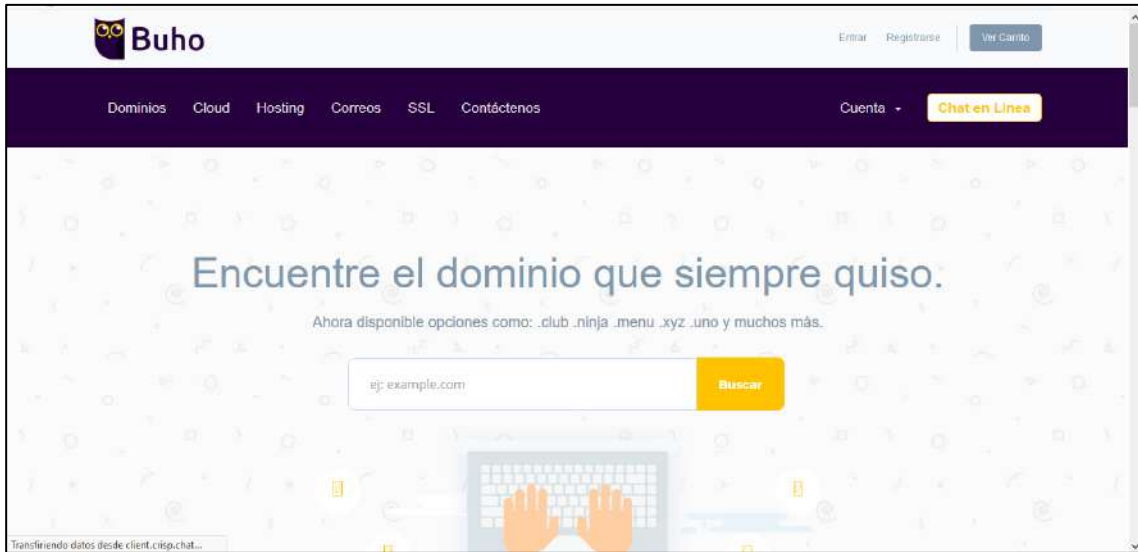 Buho
Entrar Registrarse Ver Carrito
Dominios Cloud Hosting Correos SSL Contáctenos Cuenta Chat en Linea
Encuentre el dominio que siempre quiso.
Ahora disponible opciones como: .club .ninja .menu .xyz .uno y muchos más.
ej: example.com Buscar
Transfiriendo datos desde client.crisp.chat...